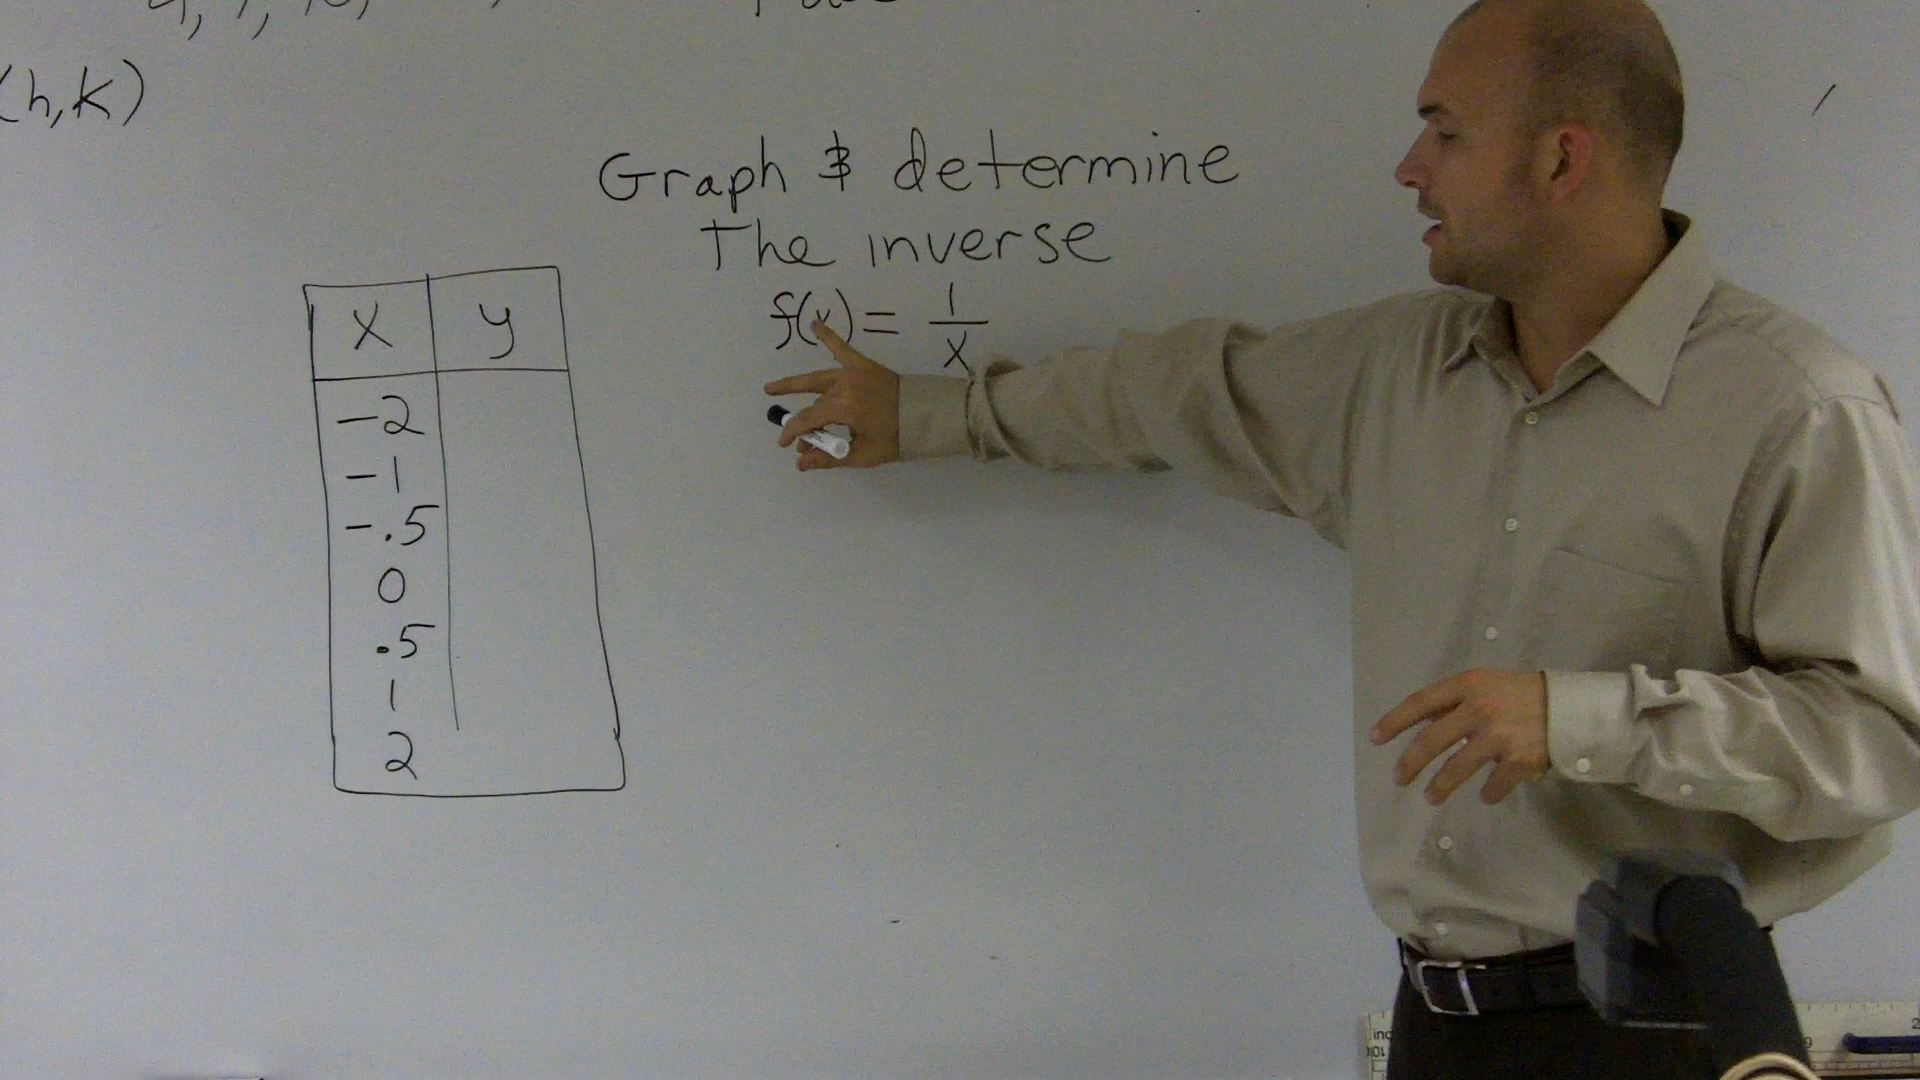 (h,k)
Graph & determine
The inverse
f(x) = 1/x
x y
-2
-1
-.5
0
.5
1
2